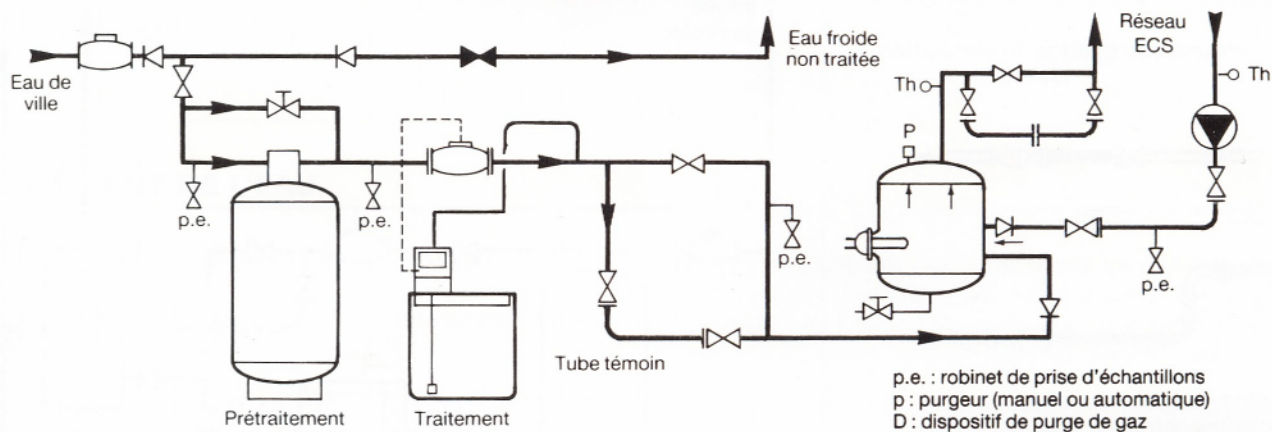 Eau de
ville
Eau froide
non traitée
Réseau
ECS
Th
Th
P
p.e.
p.e.
p.e.
p.e.
Tube témoin
Prétraitement
Traitement
p.e. : robinet de prise d'échantillons
p : purgeur (manuel ou automatique)
D : dispositif de purge de gaz